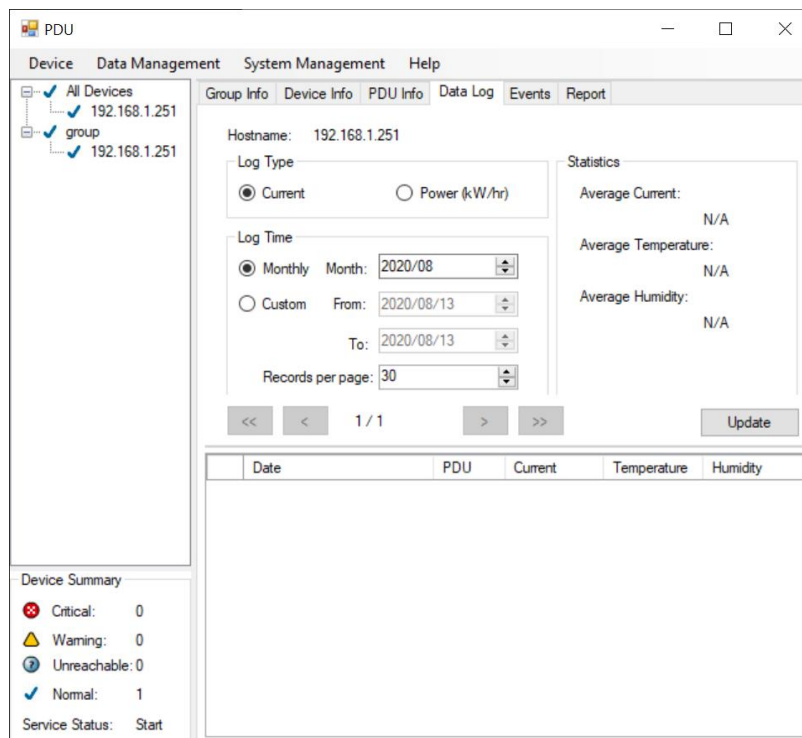 PDU
Device Data Management System Management Help
All Devices
192.168.1.251
group
192.168.1.251
Device Summary
Critical: 0
Warning: 0
Unreachable: 0
Normal: 1
Service Status: Start
Group Info Device Info PDU Info Data Log Events Report
Hostname: 192.168.1.251
Log Type
Current Power (kW/hr)
Log Time
Monthly Month: 2020/08
Custom From: 2020/08/13
To: 2020/08/13
Records per page: 30
Statistics
Average Current:
N/A
Average Temperature:
N/A
Average Humidity:
N/A
<< < 1 / 1 > >> Update
Date PDU Current Temperature Humidity